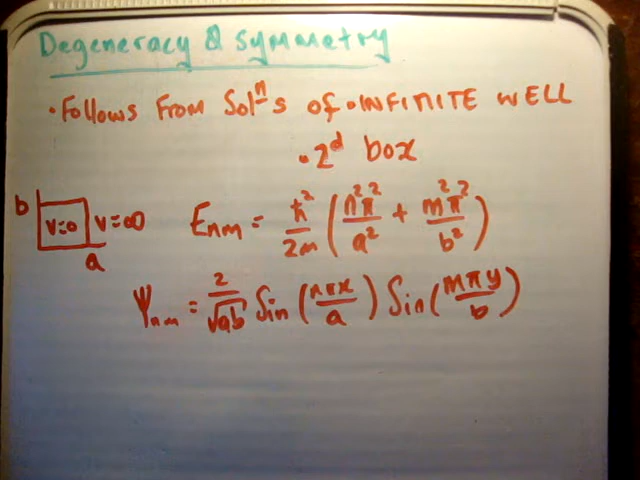 Degeneracy & Symmetry
• Follows From Solⁿs of • INFINITE WELL
• 2ᵈ box
b V=0 V=∞ a
Eₙₘ = ħ²/2m (n²π²/a² + m²π²/b²)
Ψₙₘ = 2/√ab Sin (nπx/a) Sin (mπy/b)